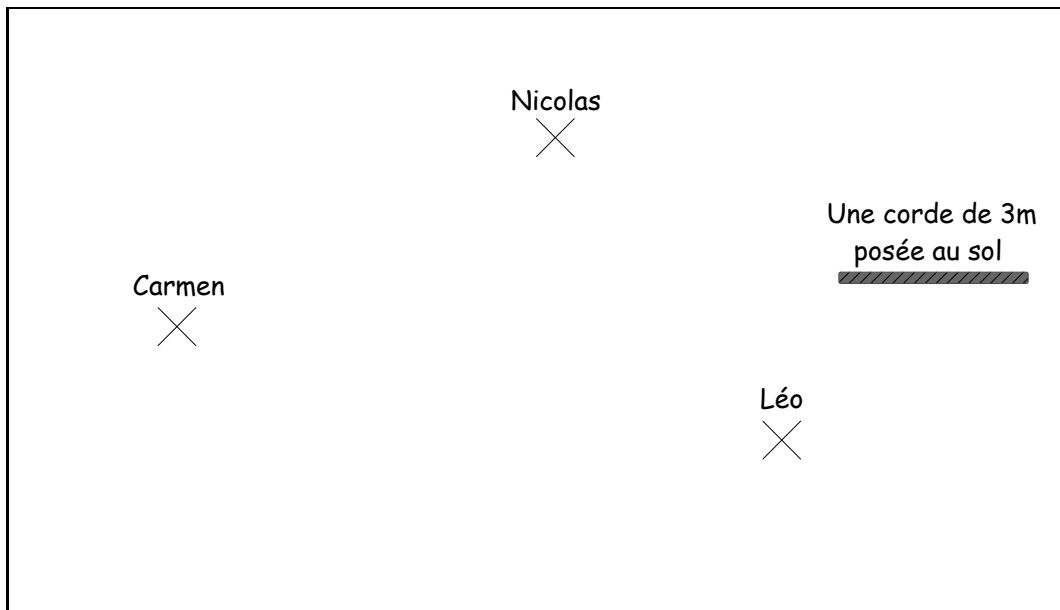 Nicolas
Une corde de 3m
posée au sol
Carmen
Léo